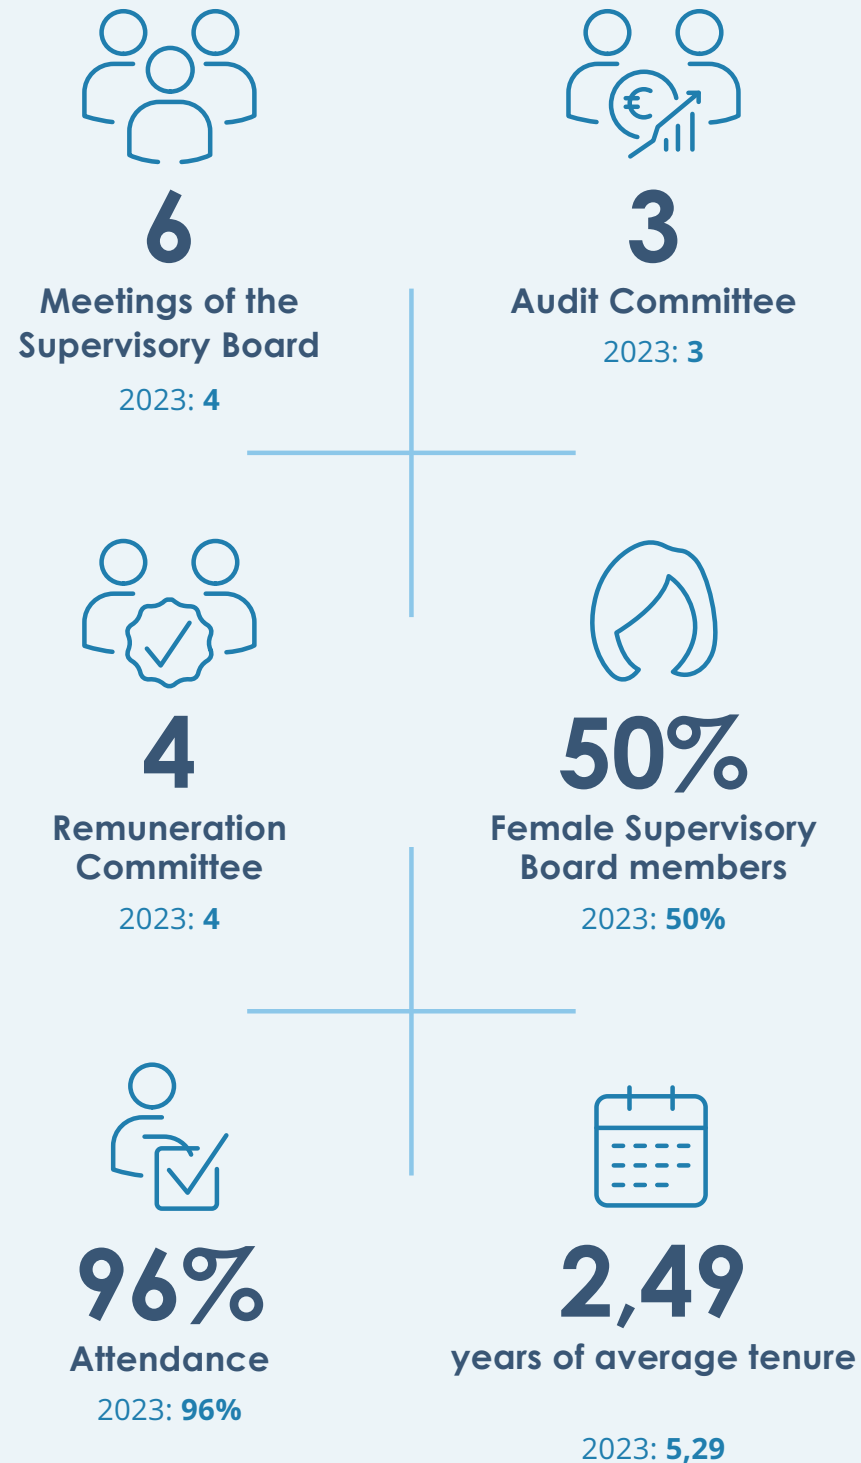 6
Meetings of the
Supervisory Board
2023: 4
€
3
Audit Committee
2023: 3
4
Remuneration
Committee
2023: 4
50%
Female Supervisory
Board members
2023: 50%
96%
Attendance
2023: 96%
2,49
years of average tenure
2023: 5,29